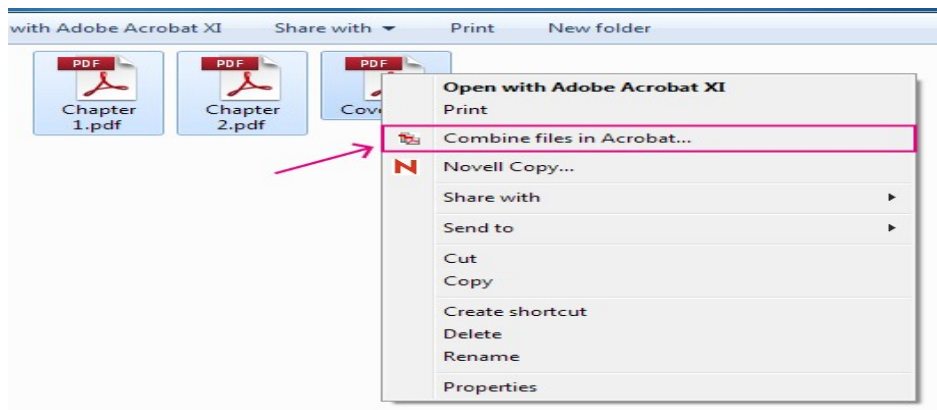 with Adobe Acrobat XI Share with Print New folder
PDF PDF PDF
Chapter 1.pdf
Chapter 2.pdf
Open with Adobe Acrobat XI
Print
Combine files in Acrobat...
N Novell Copy...
Share with
Send to
Cut
Copy
Create shortcut
Delete
Rename
Properties